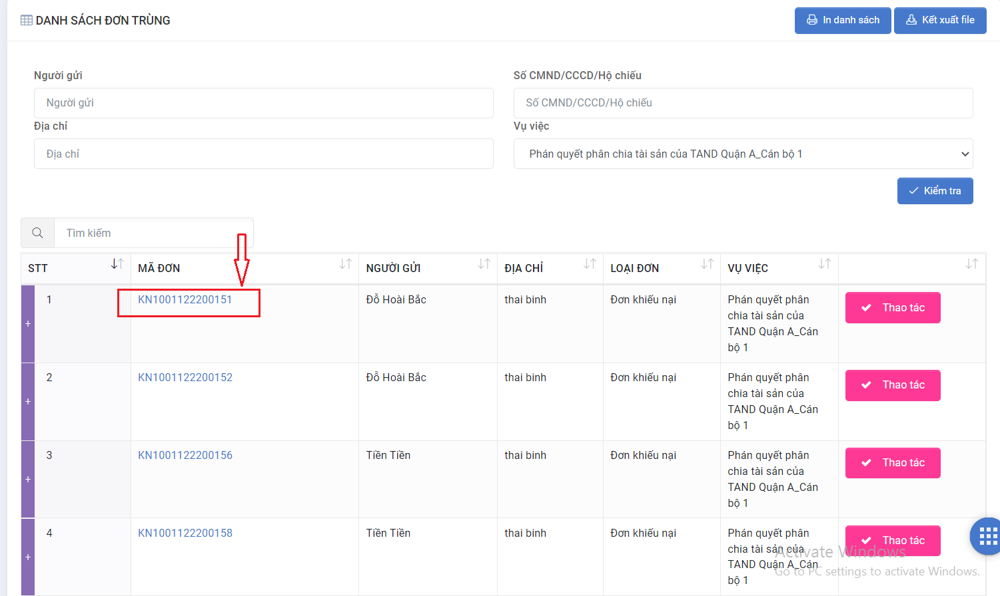 DANH SÁCH ĐƠN TRÙNG
In danh sách
Kết xuất file
Người gửi
Số CMND/CCCD/Hộ chiếu
Người gửi
Số CMND/CCCD/Hộ chiếu
Địa chỉ
Vụ việc
Địa chỉ
Phán quyết phân chia tài sản của TAND Quận A_Cán bộ 1
Kiểm tra
Tìm kiếm
STT MÃ ĐƠN NGƯỜI GỬI ĐỊA CHỈ LOẠI ĐƠN VỤ VIỆC
1 KN1001122200151 Đỗ Hoài Bắc thai binh Đơn khiếu nại Phán quyết phân
chia tài sản của
TAND Quận A_Cán
bộ 1
Thao tác
+
2 KN1001122200152 Đỗ Hoài Bắc thai binh Đơn khiếu nại Phán quyết phân
chia tài sản của
TAND Quận A_Cán
bộ 1
Thao tác
+
3 KN1001122200156 Tiền Tiền thai binh Đơn khiếu nại Phán quyết phân
chia tài sản của
TAND Quận A_Cán
bộ 1
Thao tác
+
4 KN1001122200158 Tiền Tiền thai binh Đơn khiếu nại Phán quyết phân
chia tài sản của
TAND Quận A_Cán
bộ 1
Thao tác
+
Activate Windows
Go to PC settings to activate Windows.